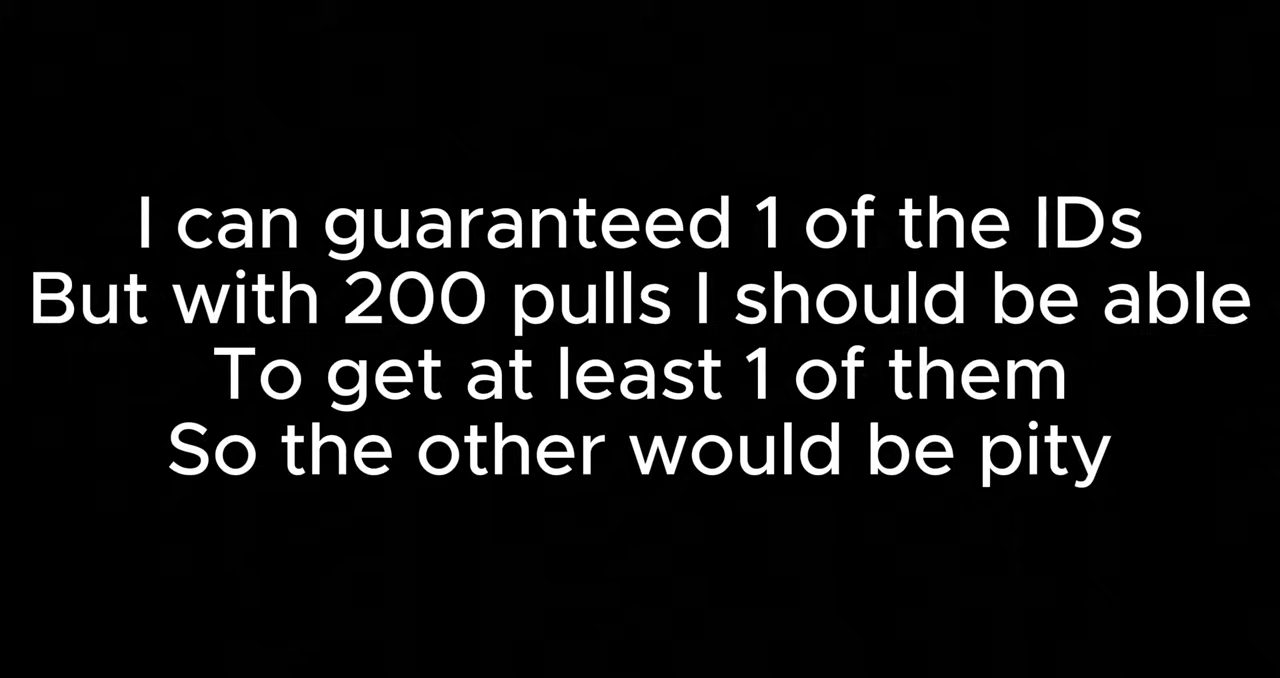 I can guaranteed 1 of the IDs
But with 200 pulls I should be able
To get at least 1 of them
So the other would be pity